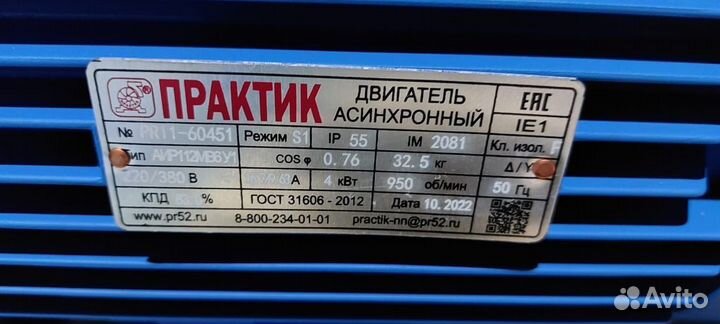 ПРАКТИК ®
ДВИГАТЕЛЬ
АСИНХРОННЫЙ
EAC
IE1
№ PR11-60451 Режим S1 IP 55 IM 2081 Кл. изол. F
Тип АИР112МВ6У1 COS φ 0.76 32.5 кг Δ/Y
220/380 В А 4 кВт 950 об/мин 50 Гц
КПД % ГОСТ 31606 - 2012 Дата 10.2022
www.pr52.ru 8-800-234-01-01 practik-nn@pr52.ru
Avito